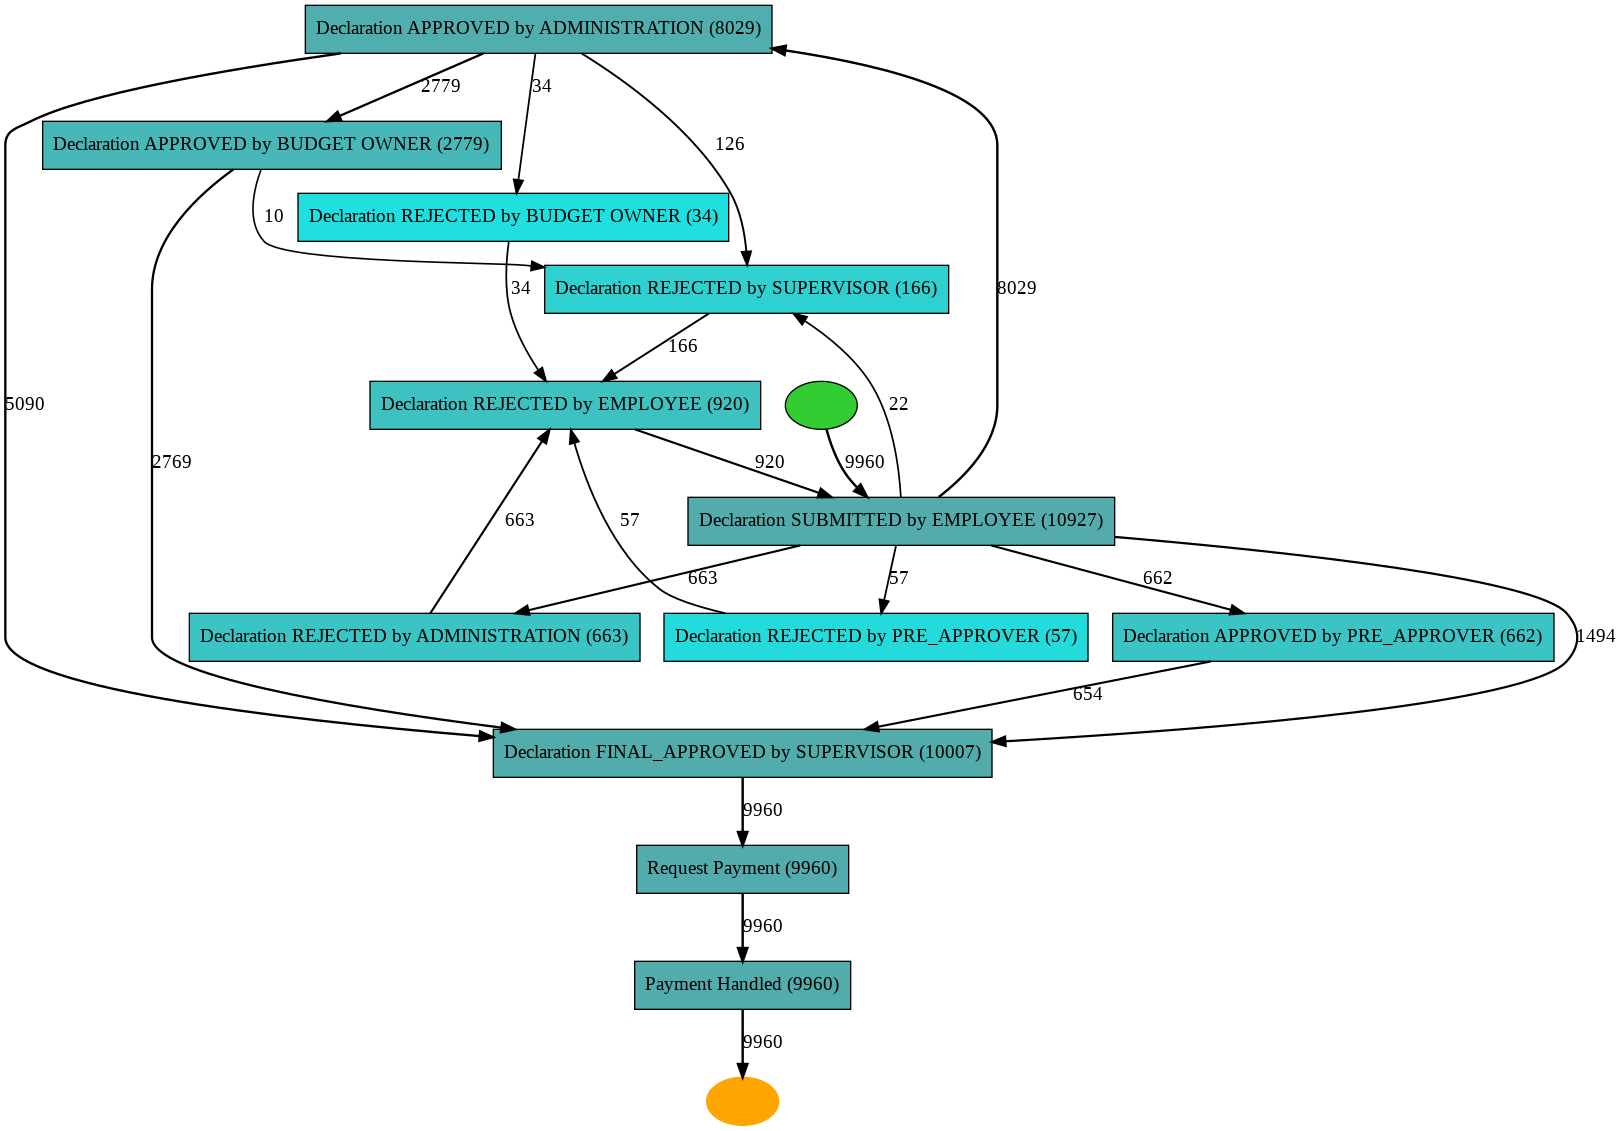 Declaration APPROVED by ADMINISTRATION (8029)
2779
34
Declaration APPROVED by BUDGET OWNER (2779)
126
10
Declaration REJECTED by BUDGET OWNER (34)
34
Declaration REJECTED by SUPERVISOR (166)
8029
166
5090
Declaration REJECTED by EMPLOYEE (920)
22
2769
920
9960
663
57
Declaration SUBMITTED by EMPLOYEE (10927)
663
57
662
Declaration REJECTED by ADMINISTRATION (663)
Declaration REJECTED by PRE_APPROVER (57)
Declaration APPROVED by PRE_APPROVER (662)
1494
654
Declaration FINAL_APPROVED by SUPERVISOR (10007)
9960
Request Payment (9960)
9960
Payment Handled (9960)
9960